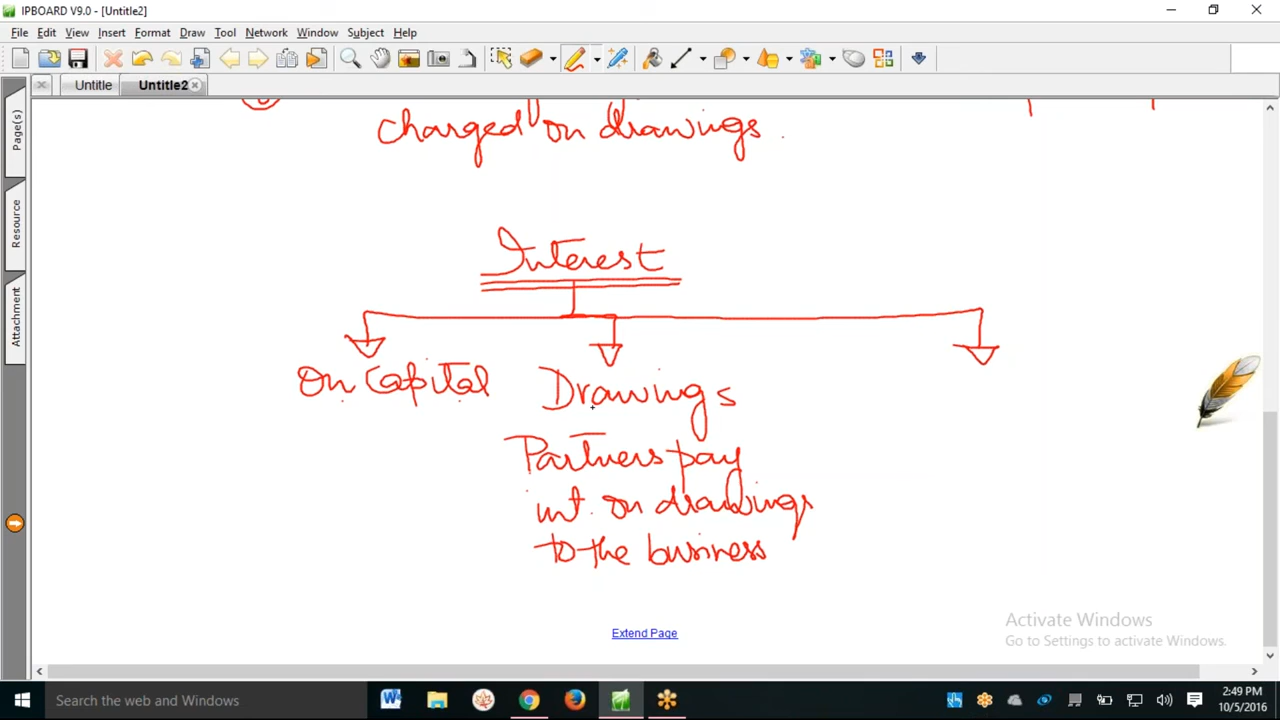 IPBOARD V9.0 - [Untitle2]
File Edit View Insert Format Draw Tool Network Window Subject Help
Untitle Untitle2
Page(s)
Resource
Attachment
charged on drawings.
Interest
On Capital Drawings
Partners pay
int. on drawings
to the business
Extend Page
Activate Windows
Go to Settings to activate Windows.
Search the web and Windows
2:49 PM
10/5/2016